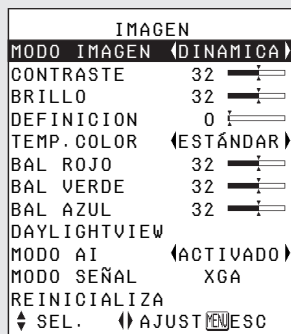 IMAGEN
MODO IMAGEN DINAMICA
CONTRASTE 32
BRILLO 32
DEFINICION 0
TEMP.COLOR ESTÁNDAR
BAL ROJO 32
BAL VERDE 32
BAL AZUL 32
DAYLIGHTVIEW
MODO AI ACTIVADO
MODO SEÑAL XGA
REINICIALIZA
SEL. AJUST MENU ESC